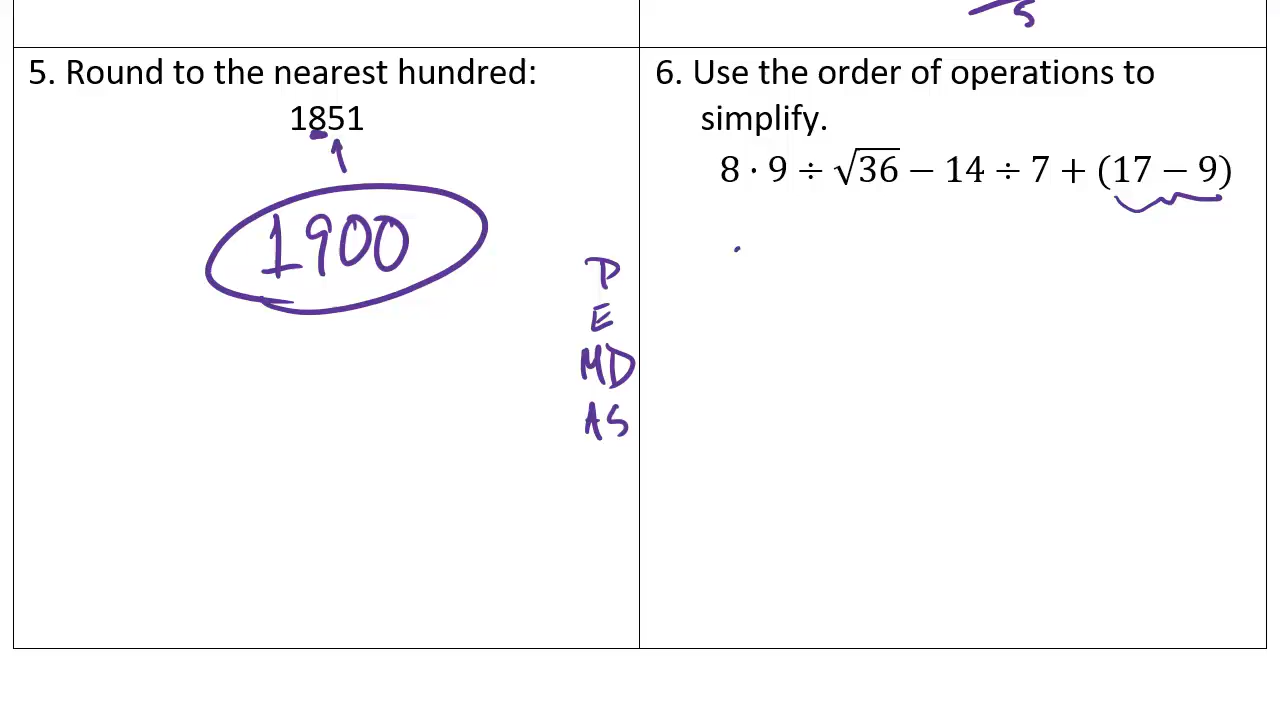 5
5. Round to the nearest hundred:
1851
1900
6. Use the order of operations to
simplify.
8 · 9 ÷ √36 − 14 ÷ 7 + (17 − 9)
P
E
MD
AS